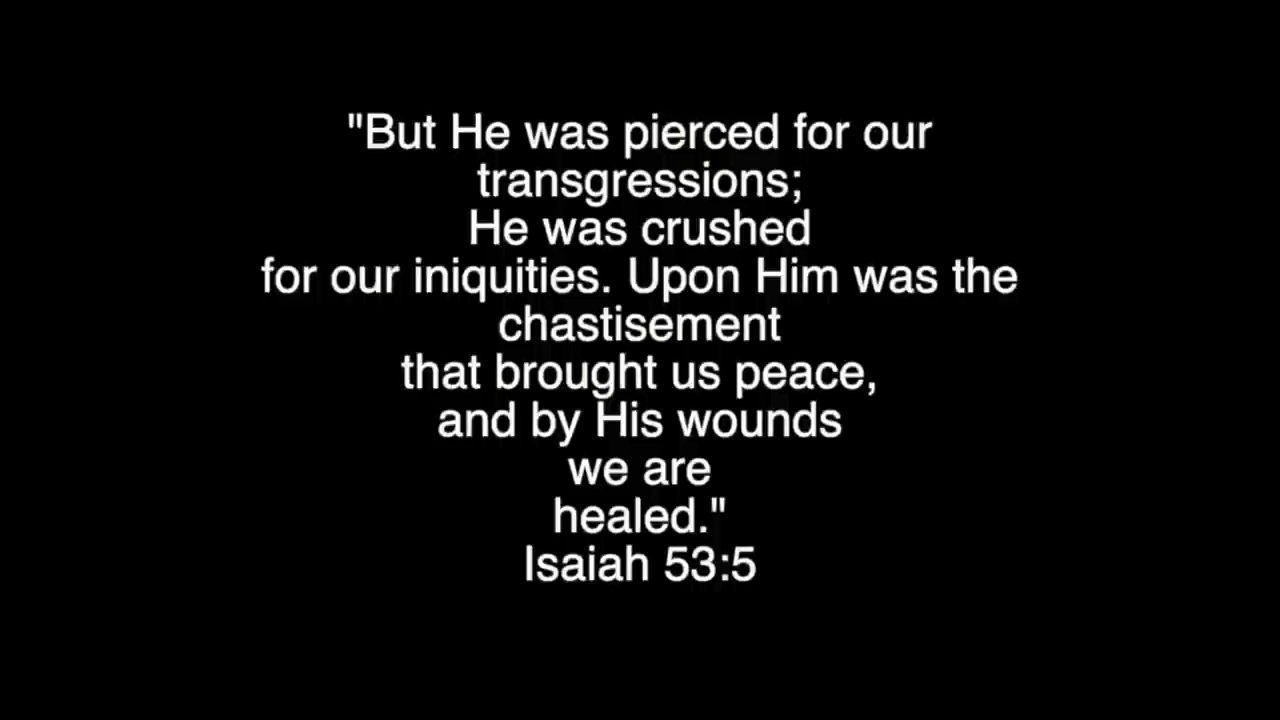 "But He was pierced for our
transgressions;
He was crushed
for our iniquities. Upon Him was the
chastisement
that brought us peace,
and by His wounds
we are
healed."
Isaiah 53:5